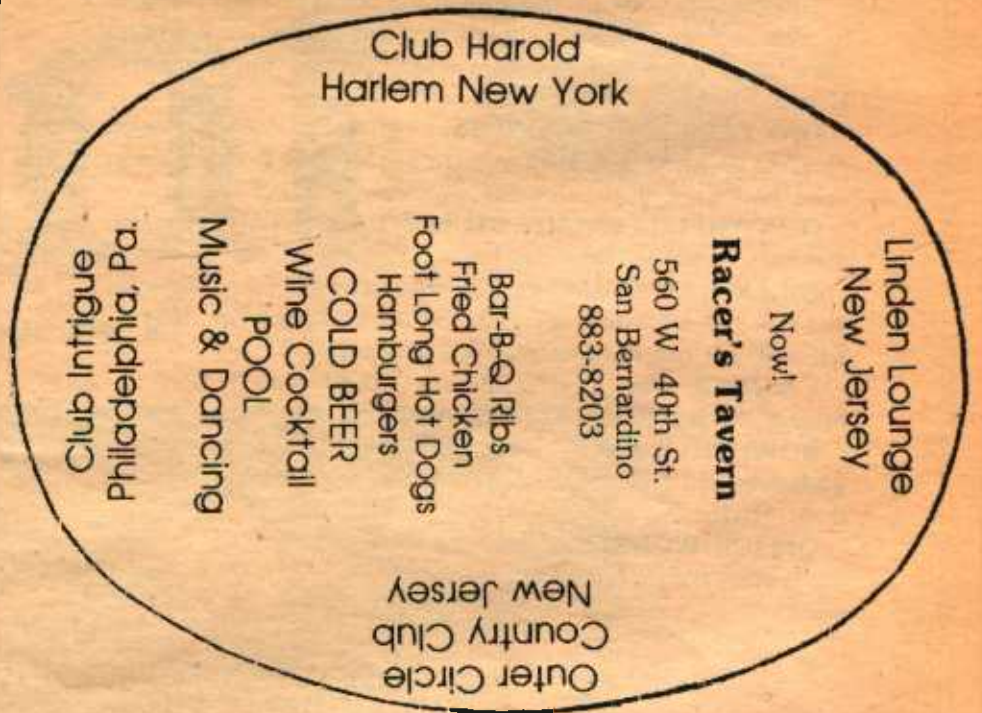 Linden Lounge
New Jersey
Now!
Racer's Tavern
560 W 40th St.
San Bernardino
883-8203
Bar-B-Q Ribs
Fried Chicken
Foot Long Hot Dogs
Hamburgers
COLD BEER
Wine Cocktail
POOL
Music & Dancing
Club Intrigue
Philadelphia, Pa.
Club Harold
Harlem New York
Outer Circle
Country Club
New Jersey